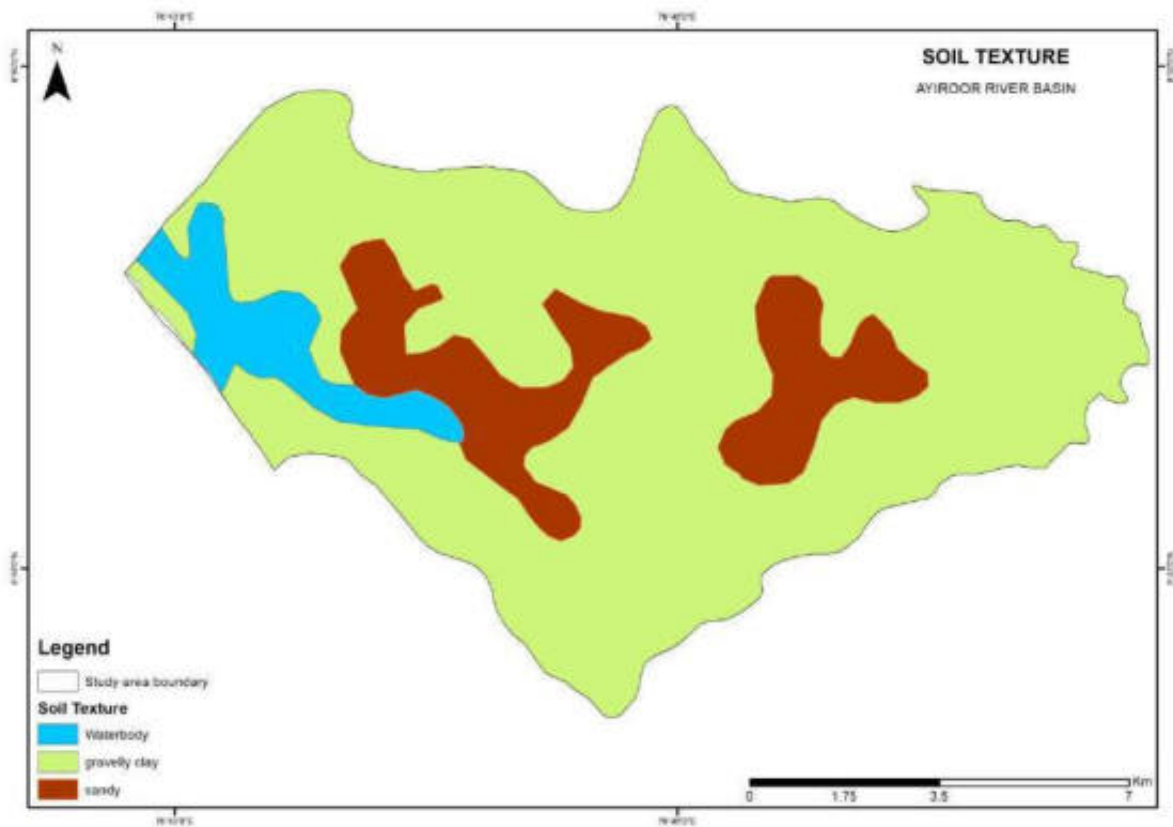 SOIL TEXTURE
AYIROOR RIVER BASIN
N
Legend
Study area boundary
Soil Texture
Waterbody
gravelly clay
sandy
Km
0 1.75 3.5 7